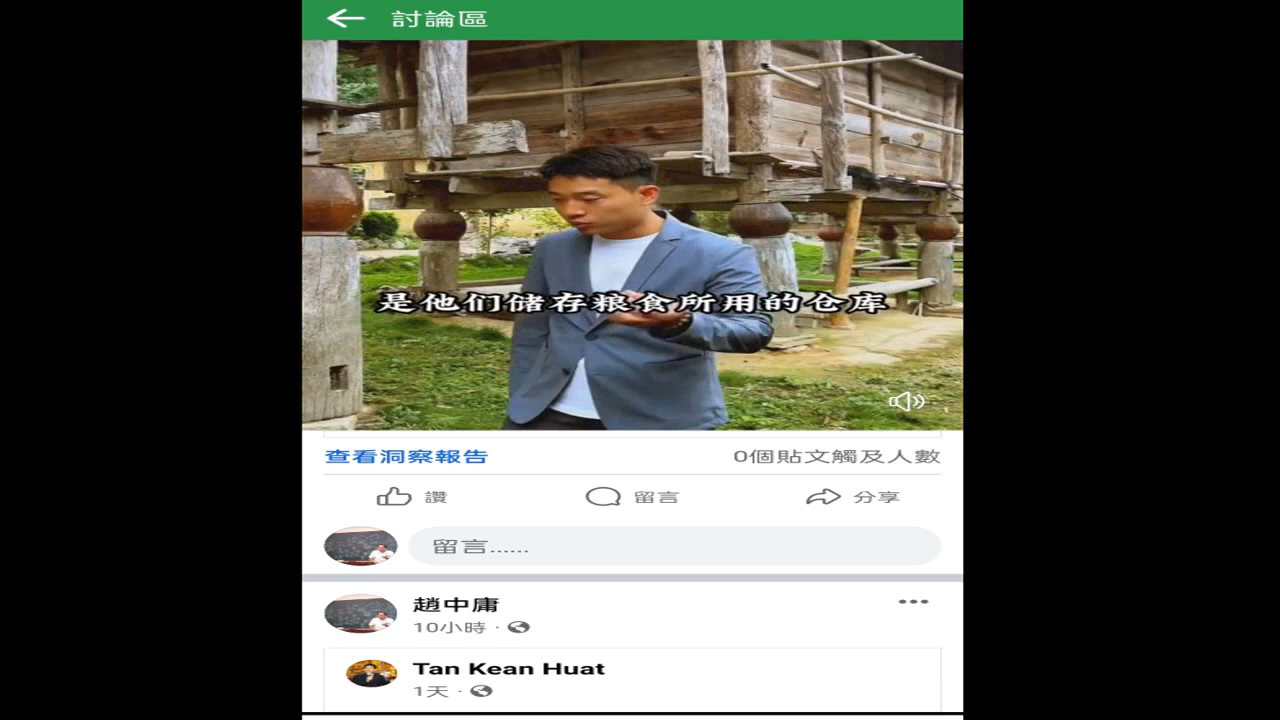 討論區
是他们储存粮食所用的仓库
查看洞察報告 0個貼文觸及人數
讚 留言 分享
留言......
趙中庸
10小時 ·
Tan Kean Huat
1天 ·